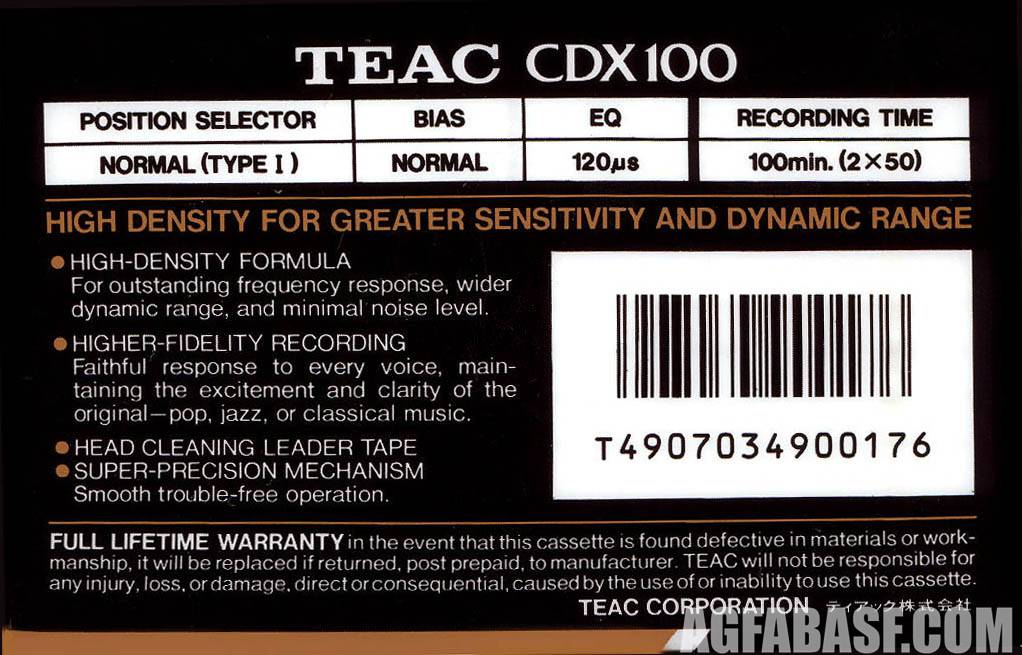 TEAC CDX100
POSITION SELECTOR BIAS EQ RECORDING TIME
NORMAL (TYPE I) NORMAL 120µs 100min. (2×50)
HIGH DENSITY FOR GREATER SENSITIVITY AND DYNAMIC RANGE
● HIGH-DENSITY FORMULA
For outstanding frequency response, wider
dynamic range, and minimal noise level.
● HIGHER-FIDELITY RECORDING
Faithful response to every voice, main-
taining the excitement and clarity of the
original—pop, jazz, or classical music.
● HEAD CLEANING LEADER TAPE
● SUPER-PRECISION MECHANISM
Smooth trouble-free operation.
T4907034900176
FULL LIFETIME WARRANTY in the event that this cassette is found defective in materials or work-
manship, it will be replaced if returned, post prepaid, to manufacturer. TEAC will not be responsible for
any injury, loss, or damage, direct or consequential, caused by the use of or inability to use this cassette.
TEAC CORPORATION ティアック株式会社
AGFABASF.COM